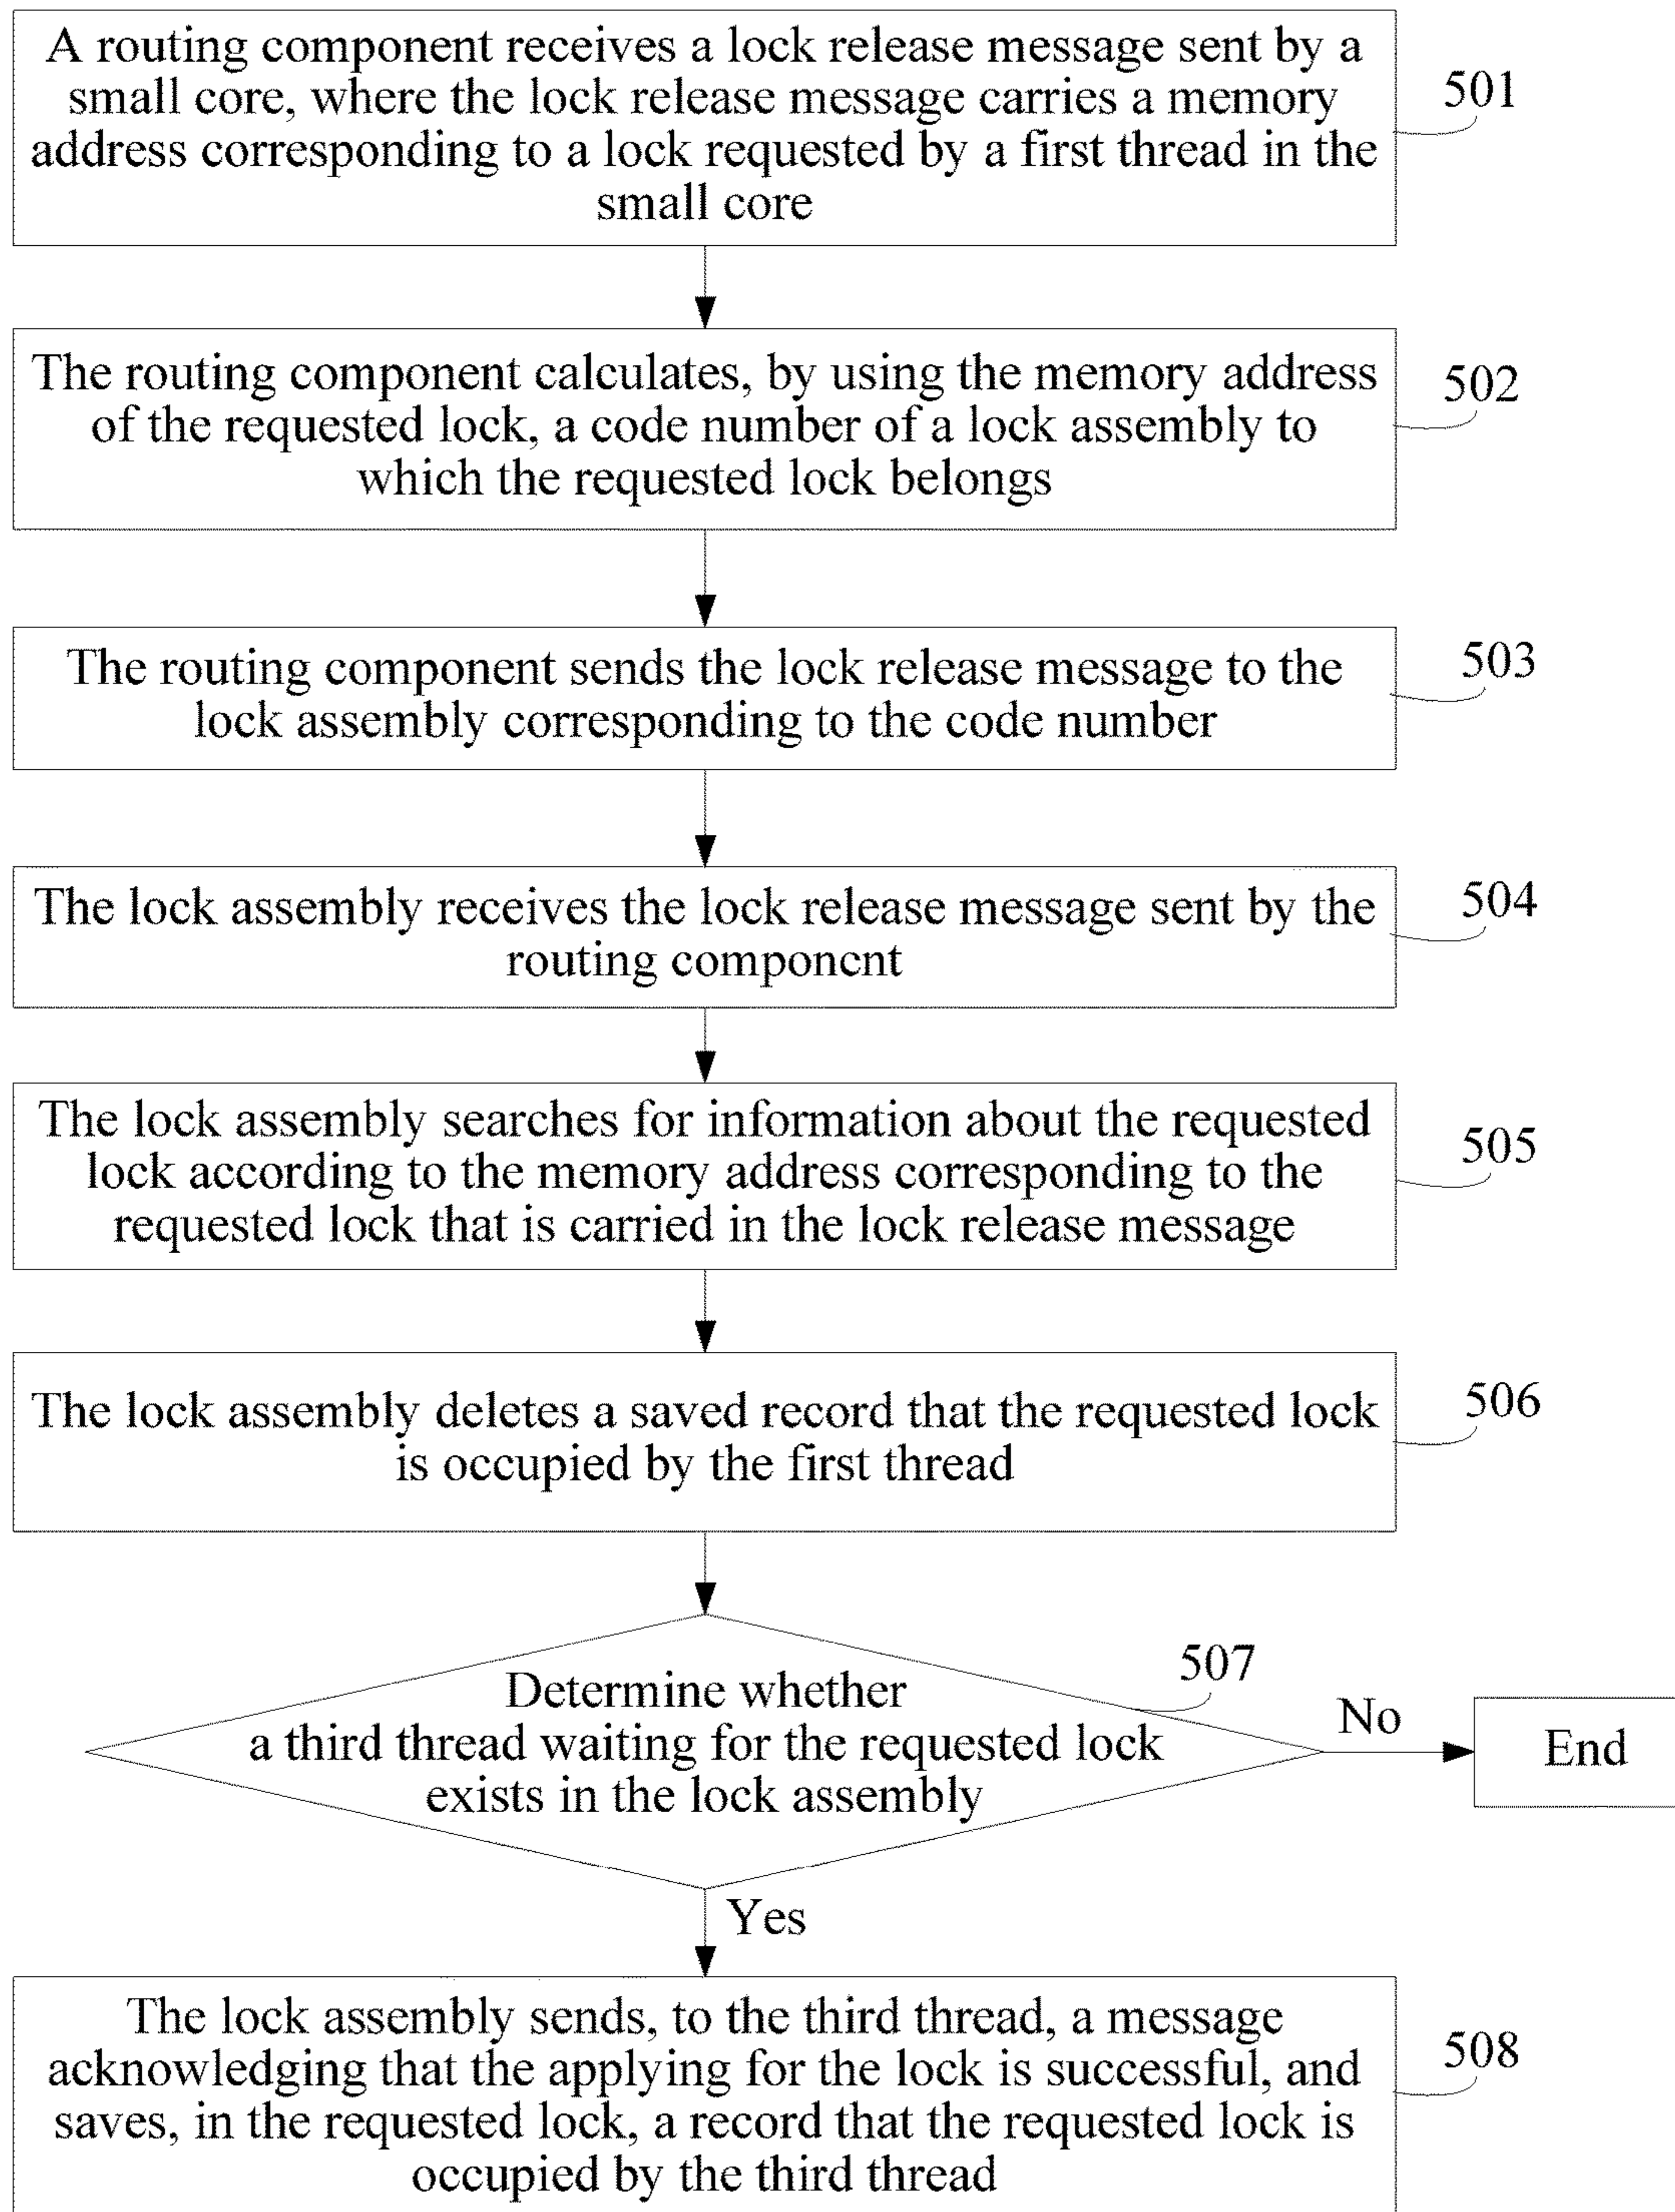 A routing component receives a lock release message sent by a
small core, where the lock release message carries a memory
address corresponding to a lock requested by a first thread in the
small core
501
The routing component calculates, by using the memory address
of the requested lock, a code number of a lock assembly to
which the requested lock belongs
502
The routing component sends the lock release message to the
lock assembly corresponding to the code number
503
The lock assembly receives the lock release message sent by the
routing component
504
The lock assembly searches for information about the requested
lock according to the memory address corresponding to the
requested lock that is carried in the lock release message
505
The lock assembly deletes a saved record that the requested lock
is occupied by the first thread
506
Determine whether
a third thread waiting for the requested lock
exists in the lock assembly
507
No
End
Yes
The lock assembly sends, to the third thread, a message
acknowledging that the applying for the lock is successful, and
saves, in the requested lock, a record that the requested lock is
occupied by the third thread
508